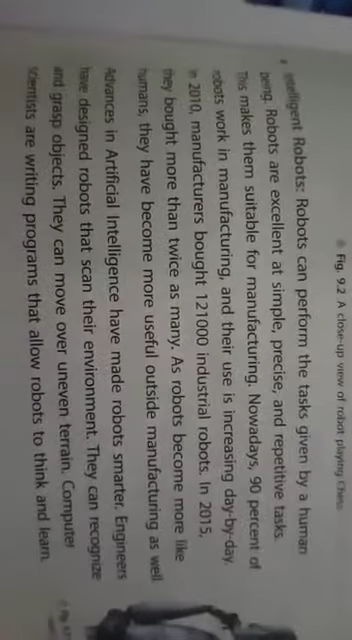 Fig. 9.2 A close-up view of robot playing Chess
Intelligent Robots: Robots can perform the tasks given by a human
being. Robots are excellent at simple, precise, and repetitive tasks.
This makes them suitable for manufacturing. Nowadays, 90 percent of
robots work in manufacturing, and their use is increasing day-by-day.
In 2010, manufacturers bought 121000 industrial robots. In 2015,
they bought more than twice as many. As robots become more like
humans, they have become more useful outside manufacturing as well.
Advances in Artificial Intelligence have made robots smarter. Engineers
have designed robots that scan their environment. They can recognize
and grasp objects. They can move over uneven terrain. Computer
scientists are writing programs that allow robots to think and learn.